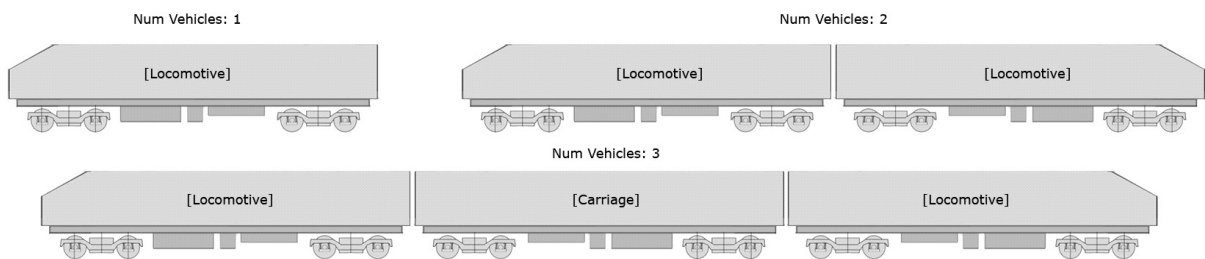 Num Vehicles: 1
Num Vehicles: 2
[Locomotive]
[Locomotive]
[Locomotive]
Num Vehicles: 3
[Locomotive]
[Carriage]
[Locomotive]